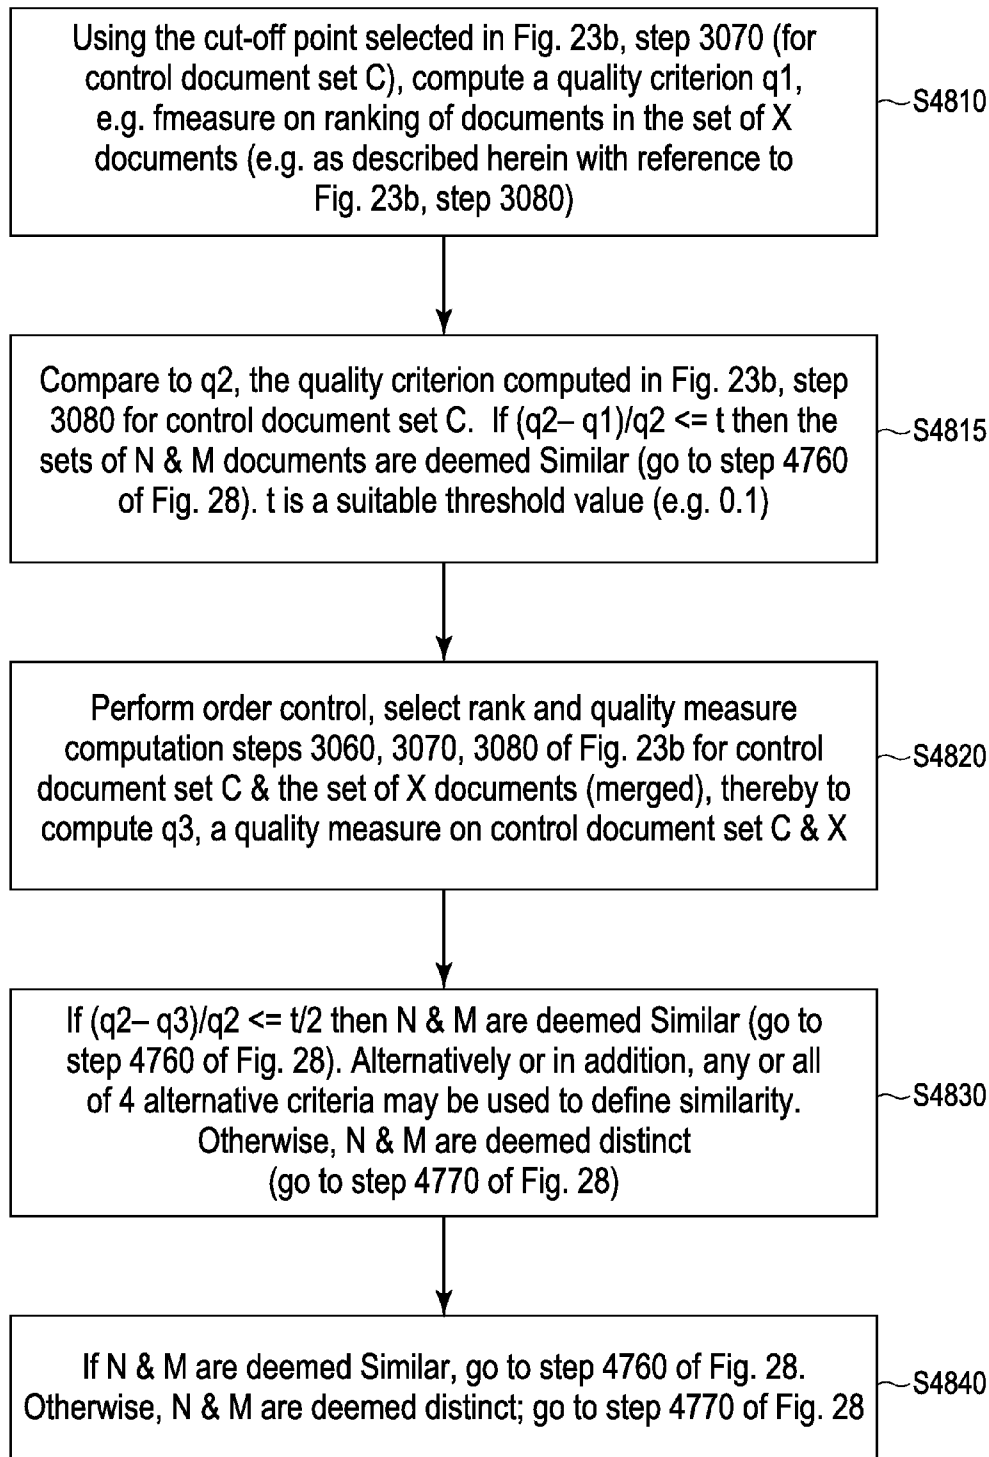 Using the cut-off point selected in Fig. 23b, step 3070 (for
control document set C), compute a quality criterion q1,
e.g. fmeasure on ranking of documents in the set of X
documents (e.g. as described herein with reference to
Fig. 23b, step 3080)
S4810
Compare to q2, the quality criterion computed in Fig. 23b, step
3080 for control document set C.  If (q2– q1)/q2 <= t then the
sets of N & M documents are deemed Similar (go to step 4760
of Fig. 28). t is a suitable threshold value (e.g. 0.1)
S4815
Perform order control, select rank and quality measure
computation steps 3060, 3070, 3080 of Fig. 23b for control
document set C & the set of X documents (merged), thereby to
compute q3, a quality measure on control document set C & X
S4820
If (q2– q3)/q2 <= t/2 then N & M are deemed Similar (go to
step 4760 of Fig. 28). Alternatively or in addition, any or all
of 4 alternative criteria may be used to define similarity.
Otherwise, N & M are deemed distinct
(go to step 4770 of Fig. 28)
S4830
If N & M are deemed Similar, go to step 4760 of Fig. 28.
Otherwise, N & M are deemed distinct; go to step 4770 of Fig. 28
S4840